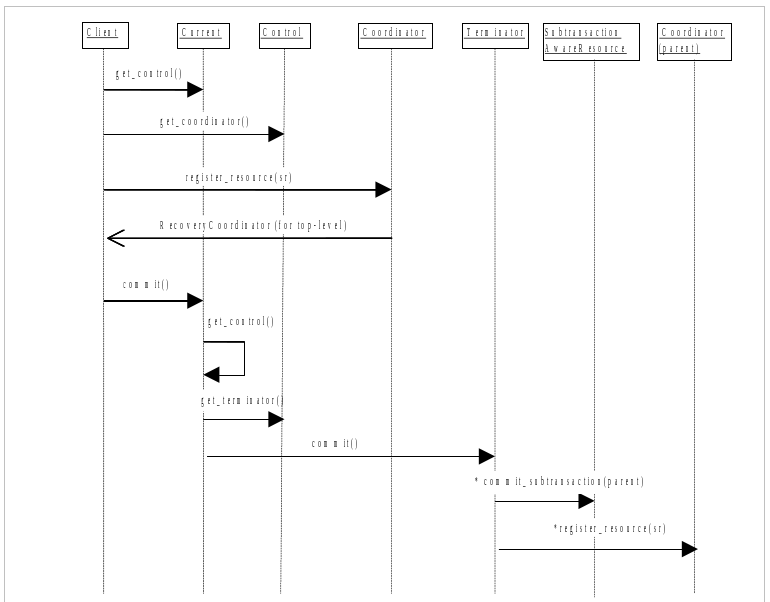 Client
Current
Control
Coordinator
Terminator
Subtransaction
AwareResource
Coordinator
(parent)
get_control()
get_coordinator()
register_resource(sr)
RecoveryCoordinator (for top-level)
commit()
get_control()
get_terminator()
commit()
* commit_subtransaction(parent)
*register_resource(sr)